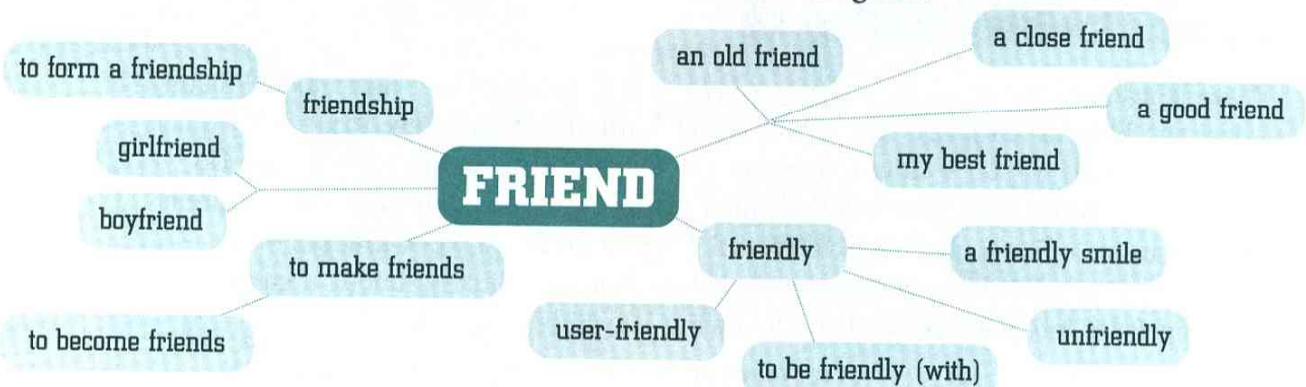 a close friend
an old friend
to form a friendship
a good friend
friendship
girlfriend
my best friend
FRIEND
boyfriend
friendly
a friendly smile
to make friends
user-friendly
unfriendly
to become friends
to be friendly (with)